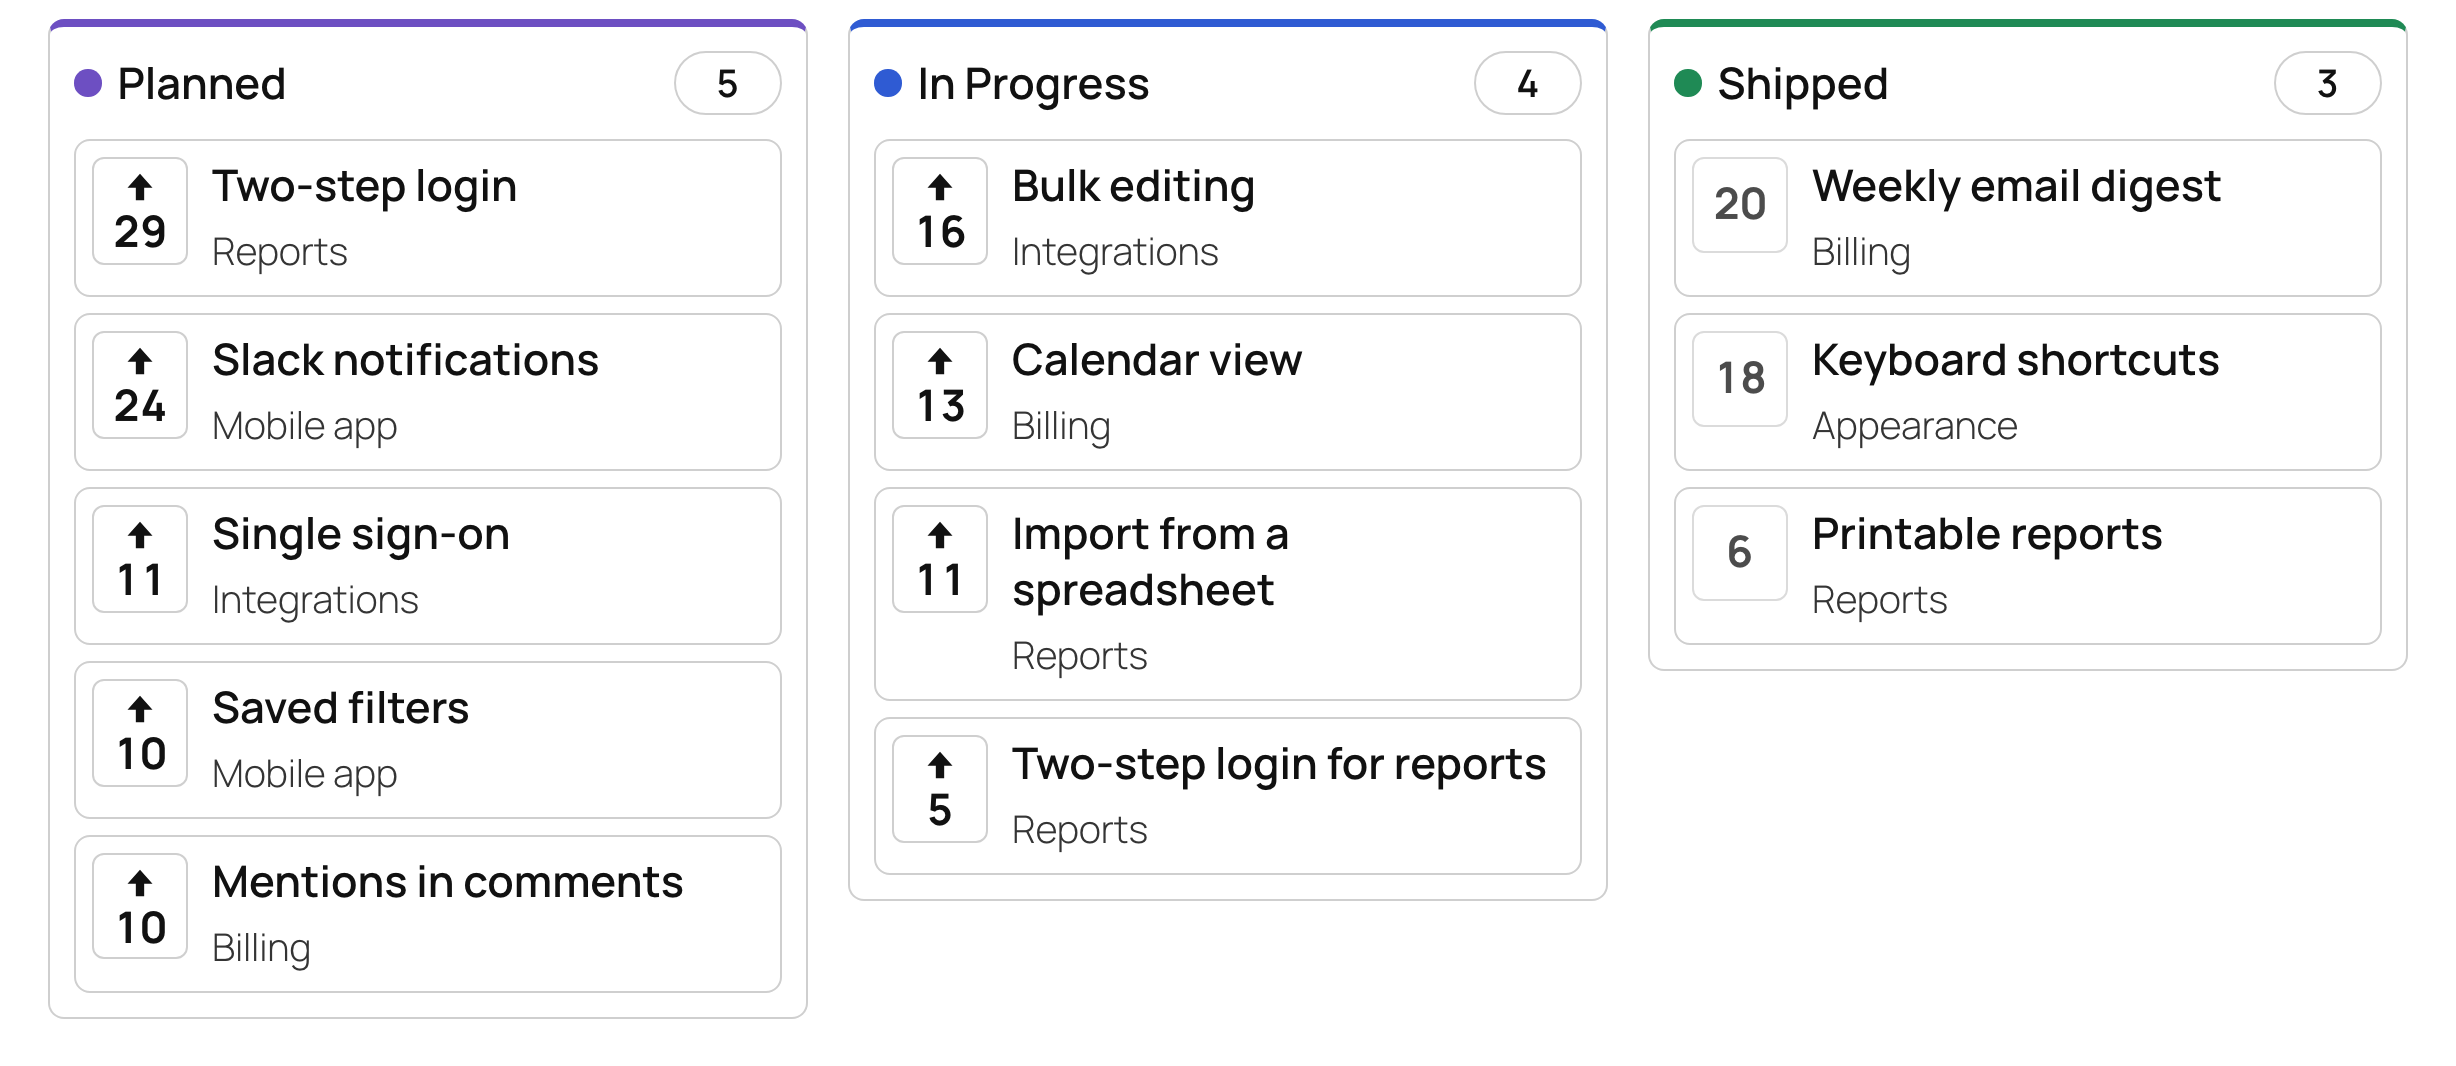 Planned
5
29
Two-step login
Reports
24
Slack notifications
Mobile app
11
Single sign-on
Integrations
10
Saved filters
Mobile app
10
Mentions in comments
Billing
In Progress
4
16
Bulk editing
Integrations
13
Calendar view
Billing
11
Import from a
spreadsheet
Reports
5
Two-step login for reports
Reports
Shipped
3
20
Weekly email digest
Billing
18
Keyboard shortcuts
Appearance
6
Printable reports
Reports